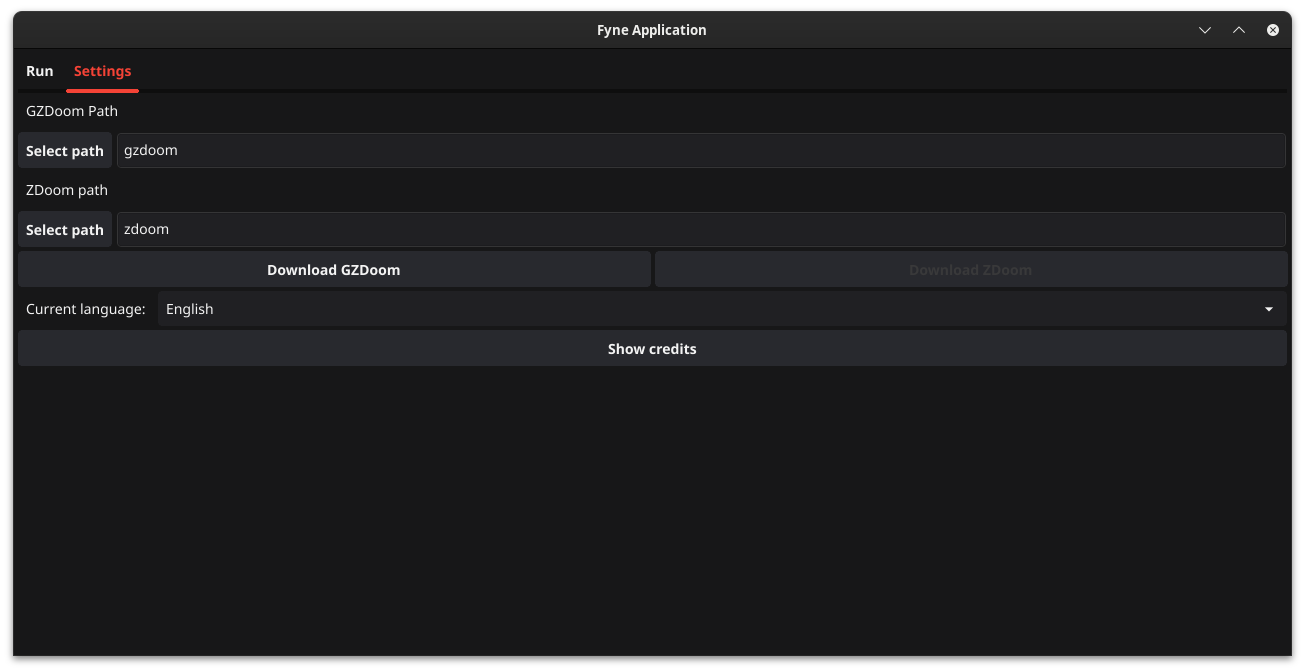 Fyne Application
Run Settings
GZDoom Path
Select path gzdoom
ZDoom path
Select path zdoom
Download GZDoom Download ZDoom
Current language: English
Show credits